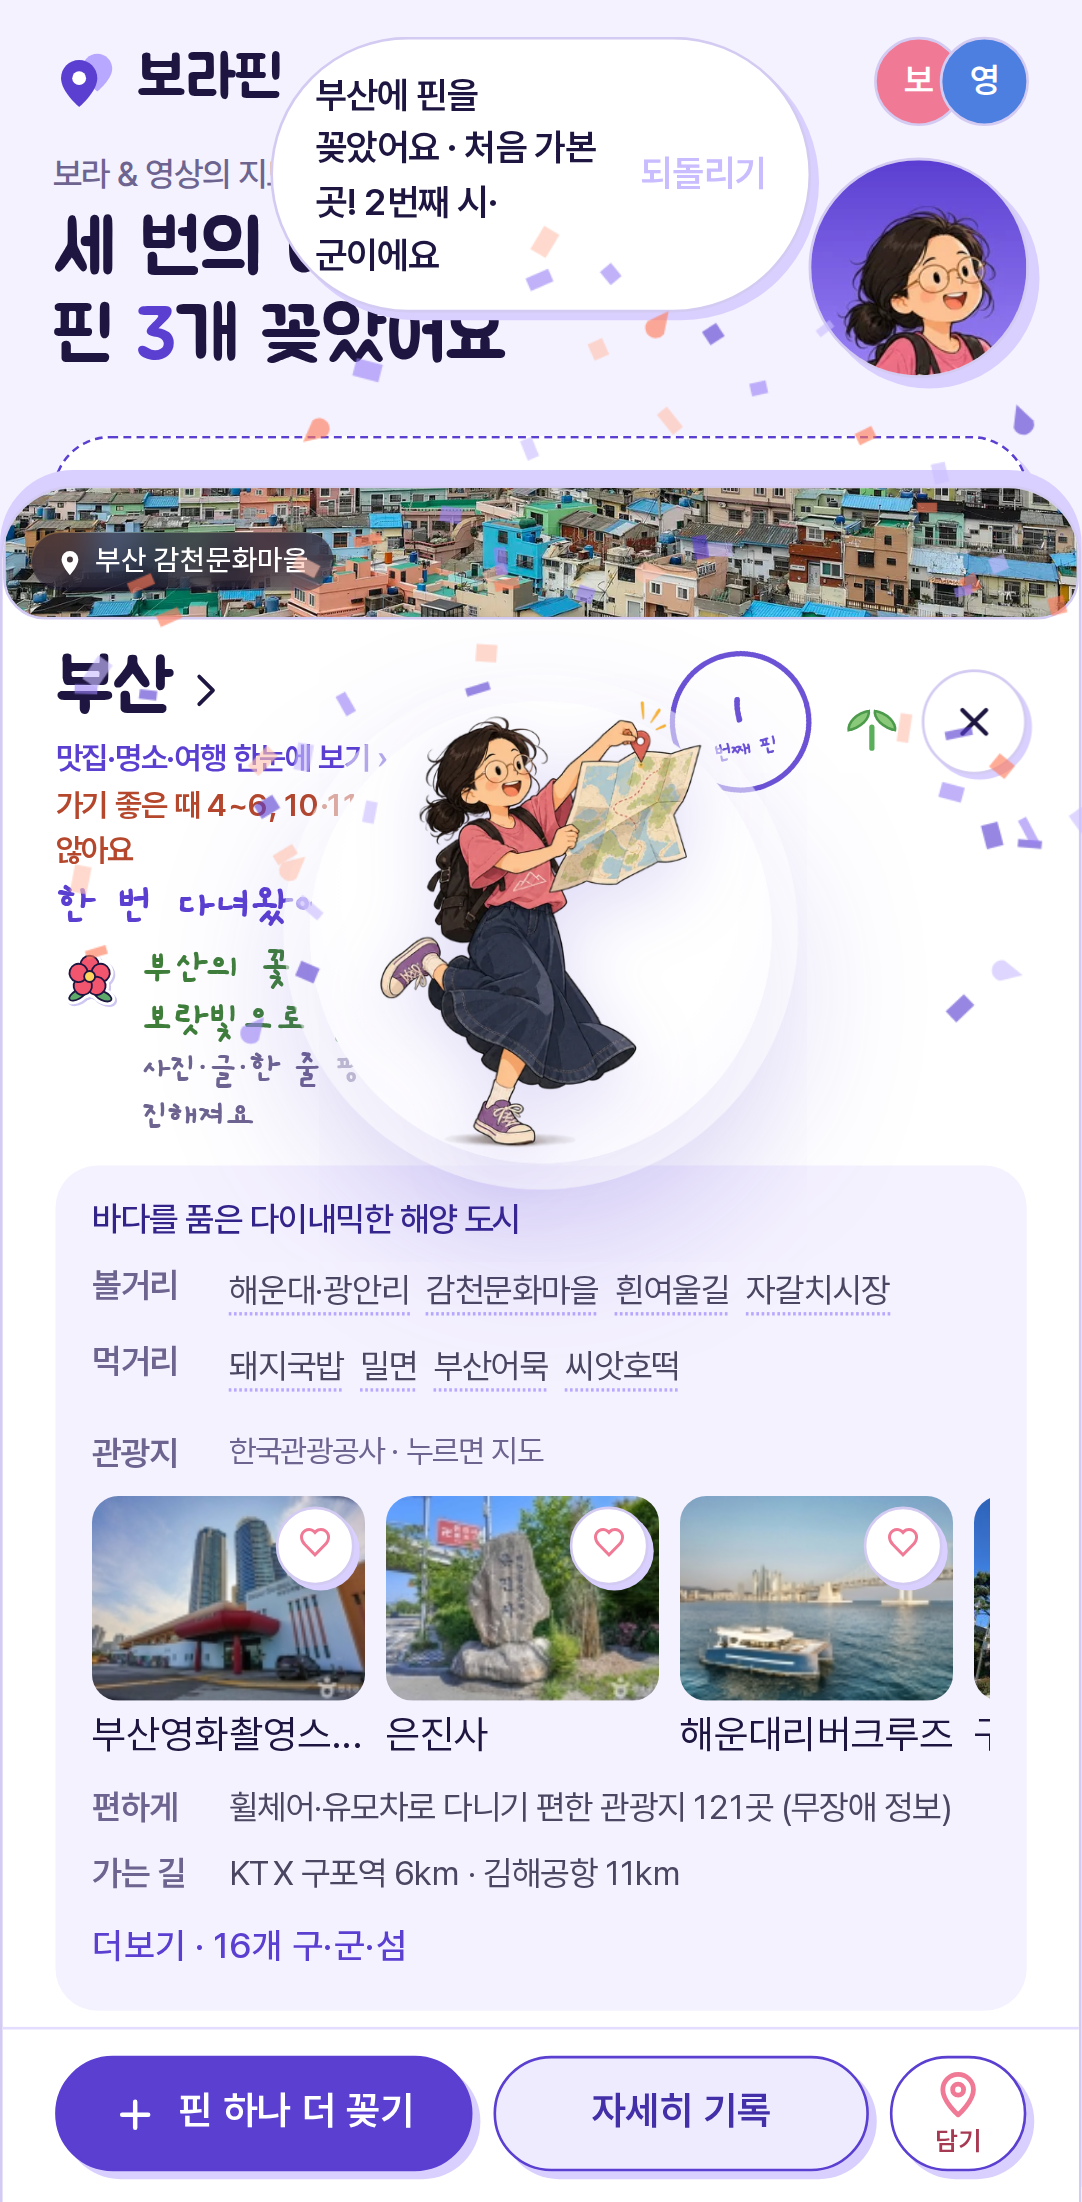 보라핀
부산에 핀을
꽂았어요 · 처음 가본
곳! 2번째 시·
군이에요
되돌리기
보 영
보라 & 영상의
세 번의
핀 3개 꽂았어요
부산 감천문화마을
부산
1
번째 핀
맛집·명소·여행 한눈에 보기 ›
가기 좋은 때 4~6, 10·11
않아요
한 번 다녀왔
부산의 꽃
보랏빛으로
사진·글·한 줄
진해져요
바다를 품은 다이내믹한 해양 도시
볼거리 해운대·광안리 감천문화마을 흰여울길 자갈치시장
먹거리 돼지국밥 밀면 부산어묵 씨앗호떡
관광지 한국관광공사 · 누르면 지도
부산영화촬영스... 은진사 해운대리버크루즈
편하게 휠체어·유모차로 다니기 편한 관광지 121곳 (무장애 정보)
가는 길 KTX 구포역 6km · 김해공항 11km
더보기 · 16개 구·군·섬
+ 핀 하나 더 꽂기
자세히 기록
담기